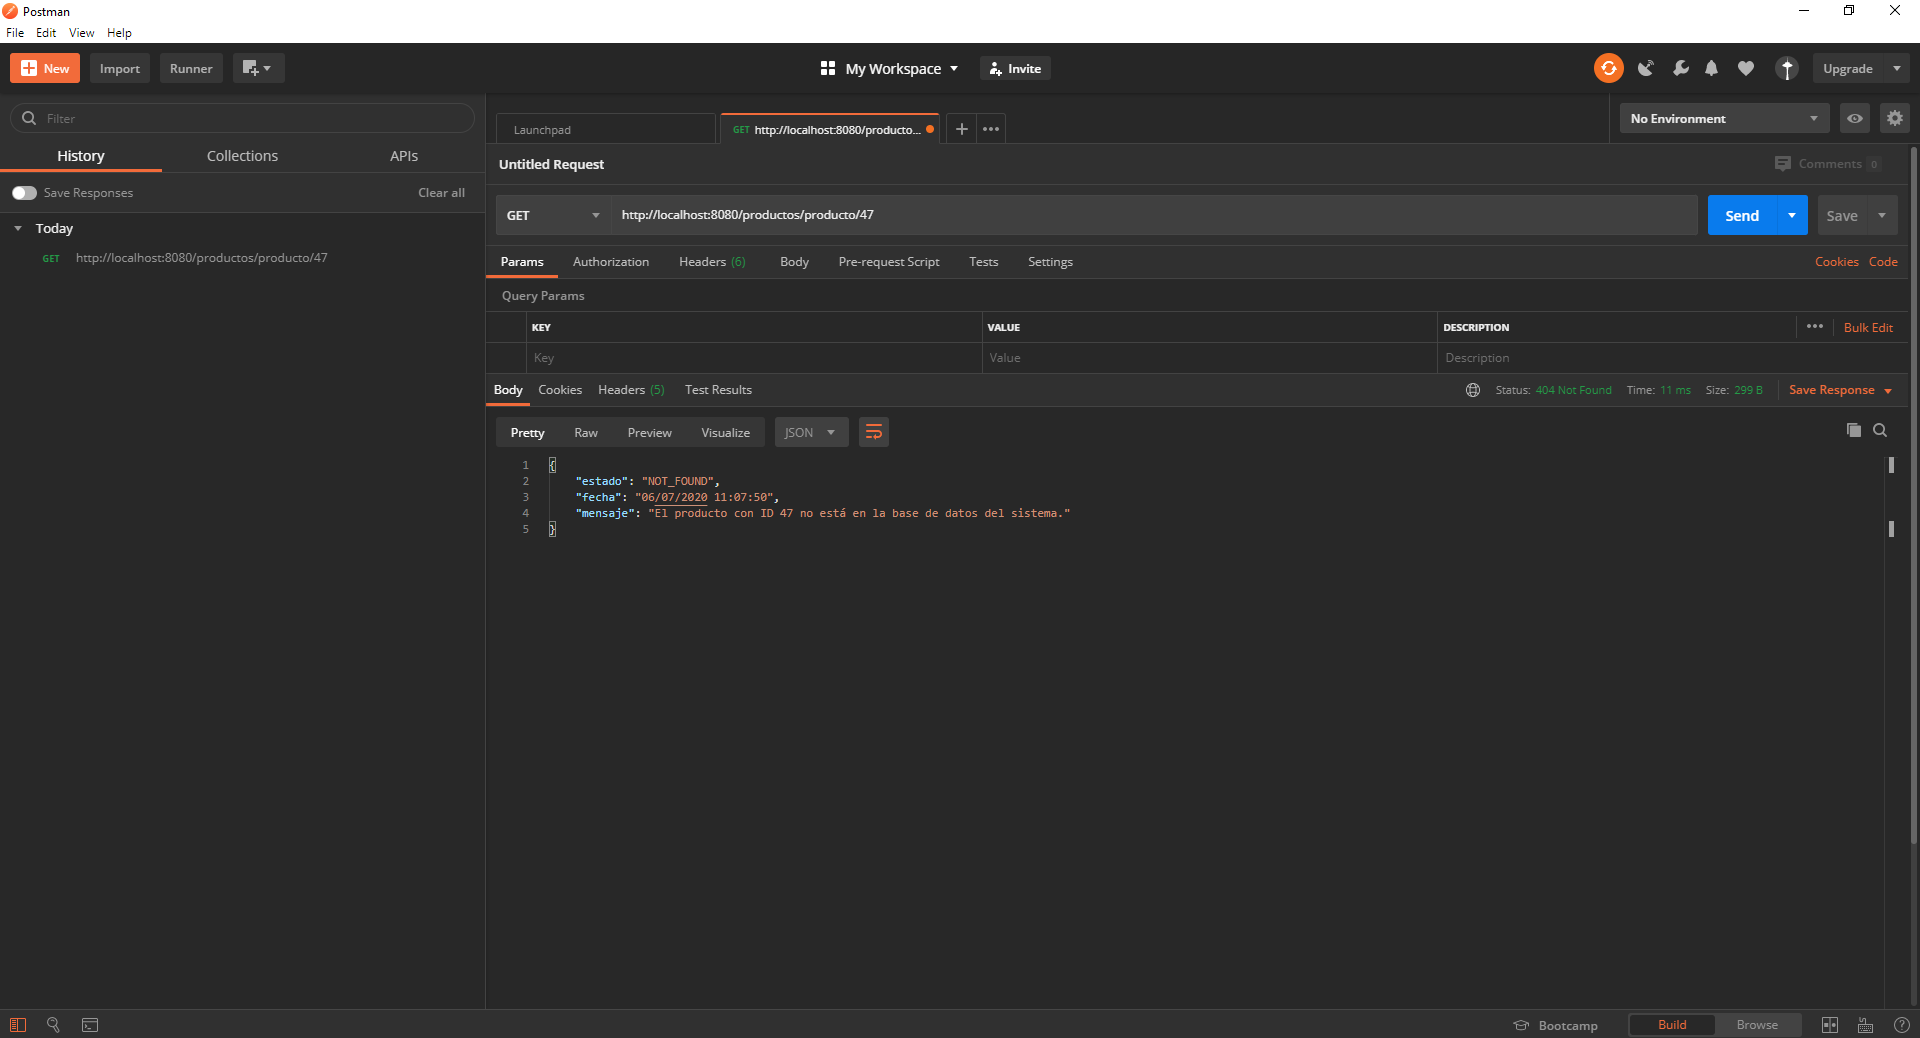 Postman
File Edit View Help
New Import Runner My Workspace Invite Upgrade
Filter
Launchpad GET http://localhost:8080/producto... No Environment
History Collections APIs
Untitled Request Comments 0
Save Responses Clear all
GET http://localhost:8080/productos/producto/47 Send Save
Today
GET http://localhost:8080/productos/producto/47
Params Authorization Headers (6) Body Pre-request Script Tests Settings Cookies Code
Query Params
KEY VALUE DESCRIPTION Bulk Edit
Key Value Description
Body Cookies Headers (5) Test Results Status: 404 Not Found Time: 11 ms Size: 299 B Save Response
Pretty Raw Preview Visualize JSON
1 {
2 "estado": "NOT_FOUND",
3 "fecha": "06/07/2020 11:07:50",
4 "mensaje": "El producto con ID 47 no está en la base de datos del sistema."
5 }
Bootcamp Build Browse